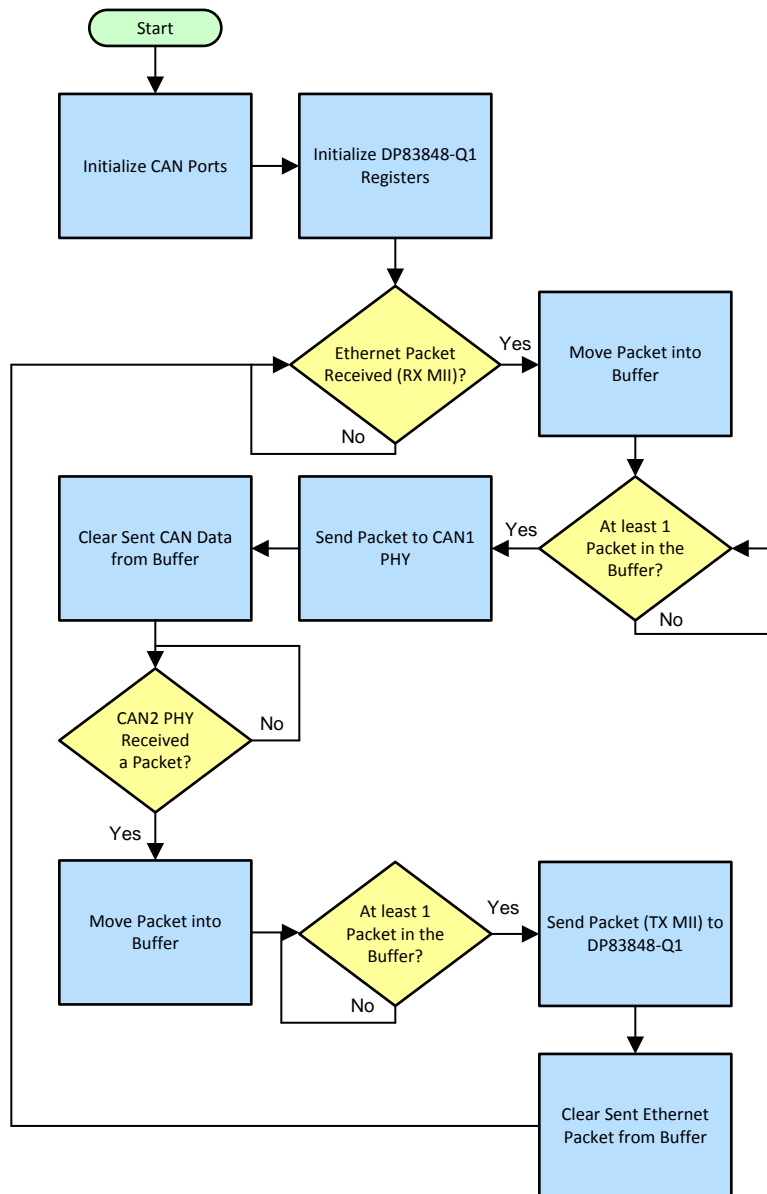 Start
Initialize CAN Ports
Initialize DP83848-Q1
Registers
Ethernet Packet
Received (RX MII)?
Yes
No
Move Packet into
Buffer
At least 1
Packet in the
Buffer?
Yes
No
Send Packet to CAN1
PHY
Clear Sent CAN Data
from Buffer
CAN2 PHY
Received
a Packet?
No
Yes
Move Packet into
Buffer
At least 1
Packet in the
Buffer?
Yes
No
Send Packet (TX MII) to
DP83848-Q1
Clear Sent Ethernet
Packet from Buffer